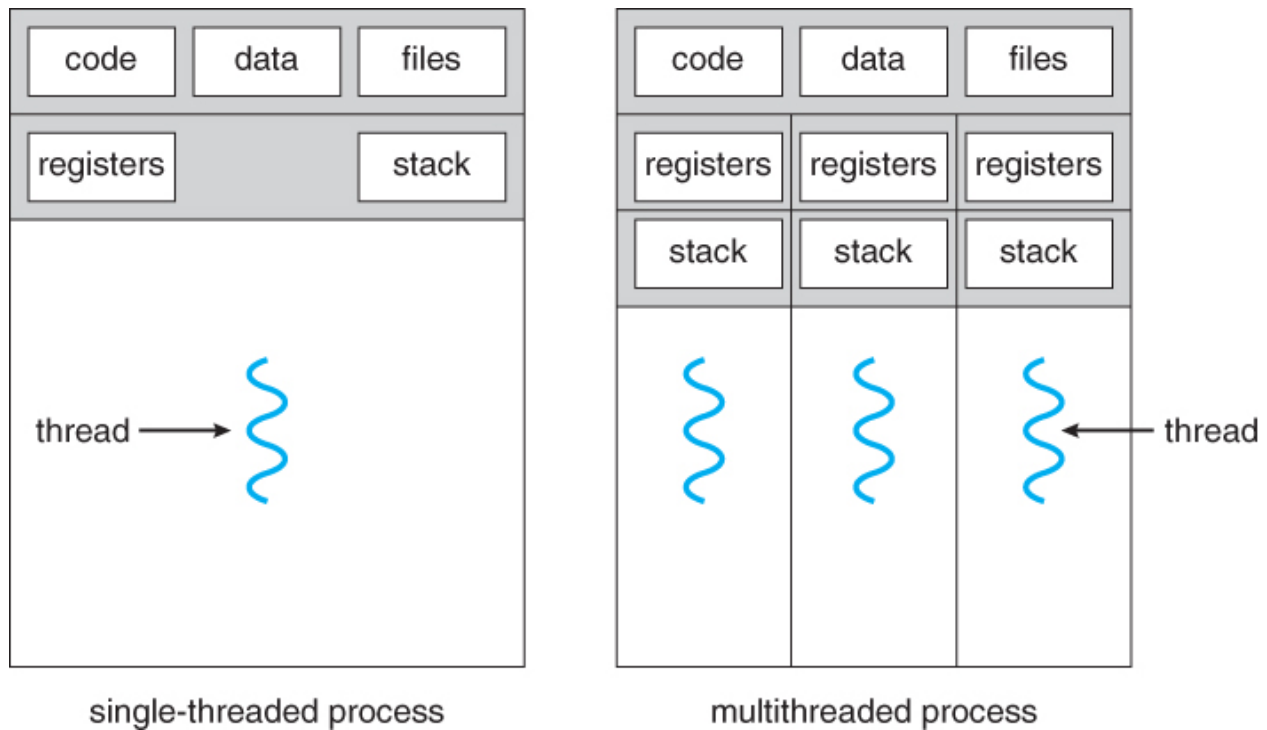 code data files
registers stack
thread
single-threaded process
code data files
registers registers registers
stack stack stack
thread
multithreaded process